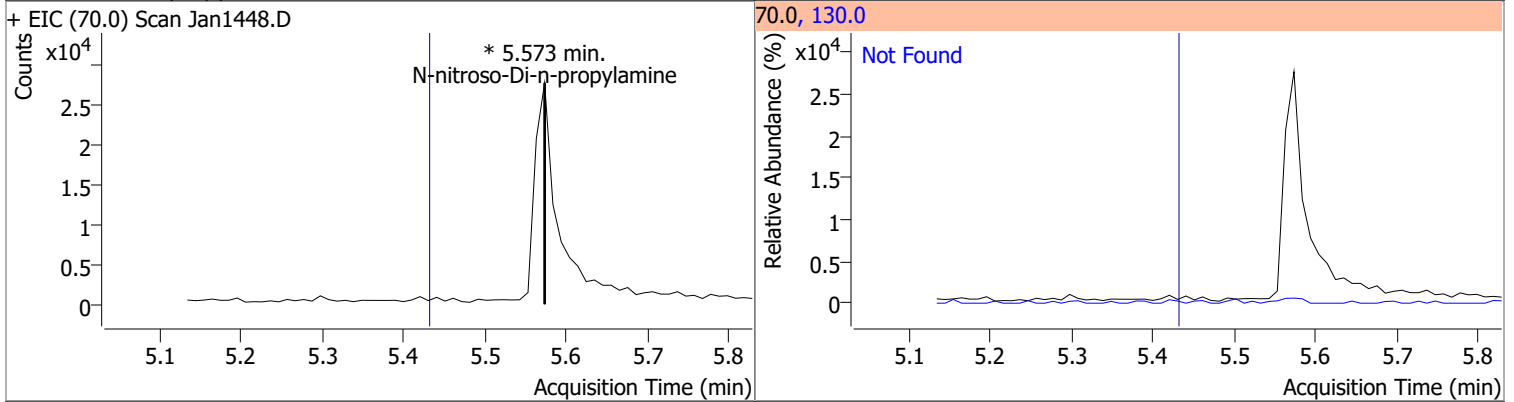 + EIC (70.0) Scan Jan1448.D
Counts
x10⁴
* 5.573 min.
N-nitroso-Di-n-propylamine
2.5
2
1.5
1
0.5
0
5.1 5.2 5.3 5.4 5.5 5.6 5.7 5.8
Acquisition Time (min)
70.0, 130.0
Relative Abundance (%)
x10⁴
Not Found
2.5
2
1.5
1
0.5
0
5.1 5.2 5.3 5.4 5.5 5.6 5.7 5.8
Acquisition Time (min)